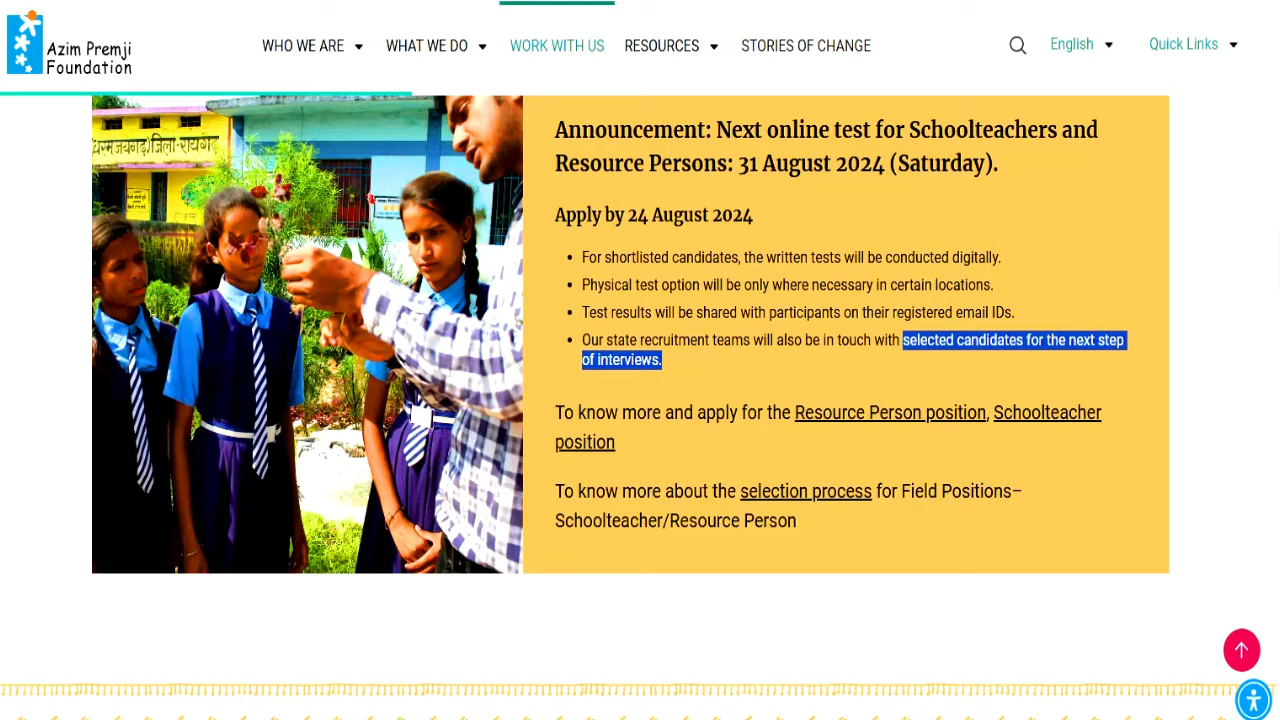 Azim Premji
Foundation
WHO WE ARE
WHAT WE DO
WORK WITH US
RESOURCES
STORIES OF CHANGE
English
Quick Links
Announcement: Next online test for Schoolteachers and
Resource Persons: 31 August 2024 (Saturday).
Apply by 24 August 2024
• For shortlisted candidates, the written tests will be conducted digitally.
• Physical test option will be only where necessary in certain locations.
• Test results will be shared with participants on their registered email IDs.
• Our state recruitment teams will also be in touch with selected candidates for the next step
of interviews.
To know more and apply for the Resource Person position, Schoolteacher
position
To know more about the selection process for Field Positions–
Schoolteacher/Resource Person